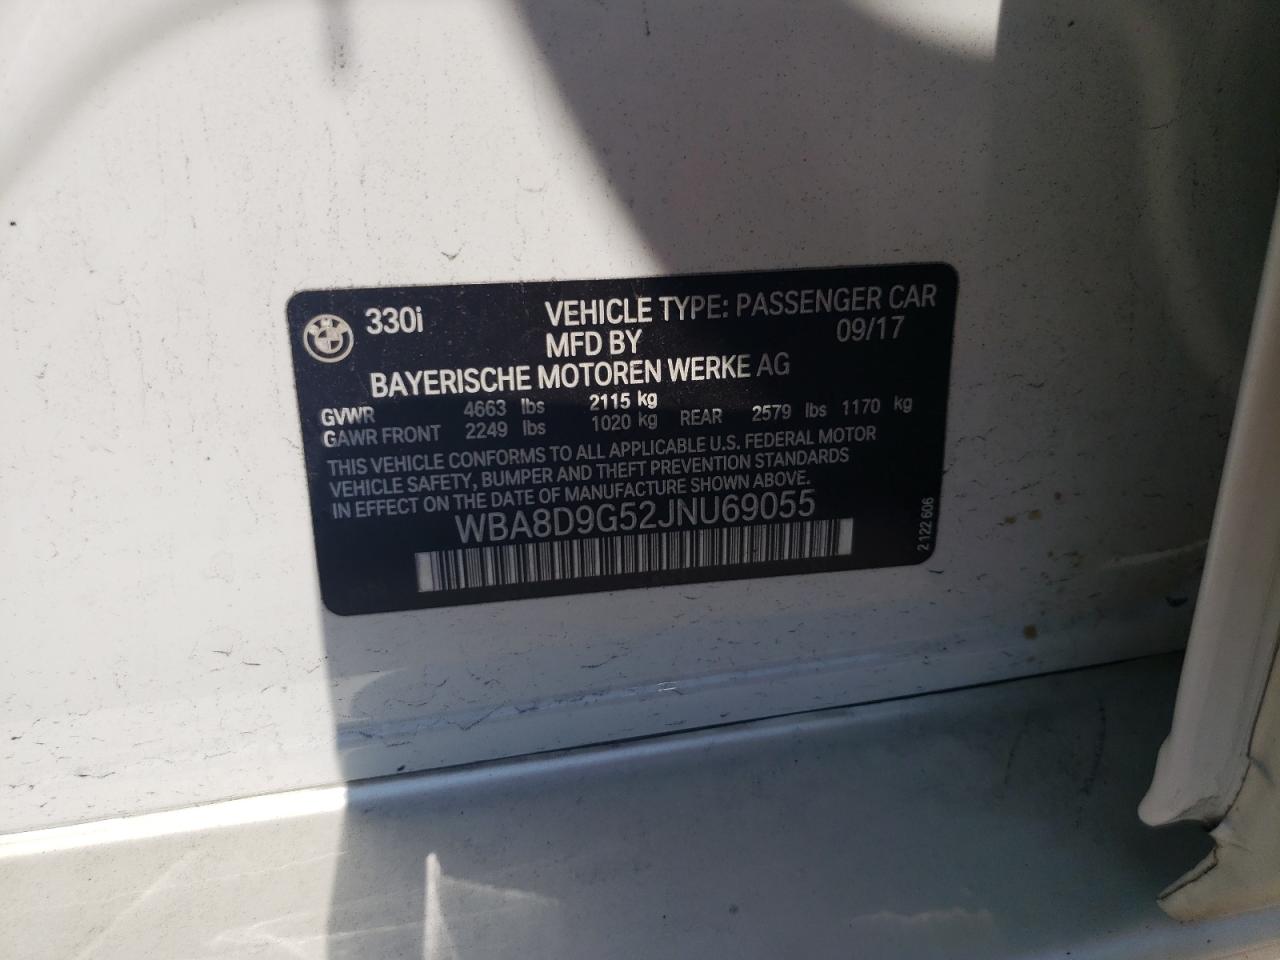 BMW
330i VEHICLE TYPE: PASSENGER CAR
MFD BY 09/17
BAYERISCHE MOTOREN WERKE AG
GVWR 4663 lbs 2115 kg
GAWR FRONT 2249 lbs 1020 kg REAR 2579 lbs 1170 kg
THIS VEHICLE CONFORMS TO ALL APPLICABLE U.S. FEDERAL MOTOR
VEHICLE SAFETY, BUMPER AND THEFT PREVENTION STANDARDS
IN EFFECT ON THE DATE OF MANUFACTURE SHOWN ABOVE.
WBA8D9G52JNU69055
2 122 606